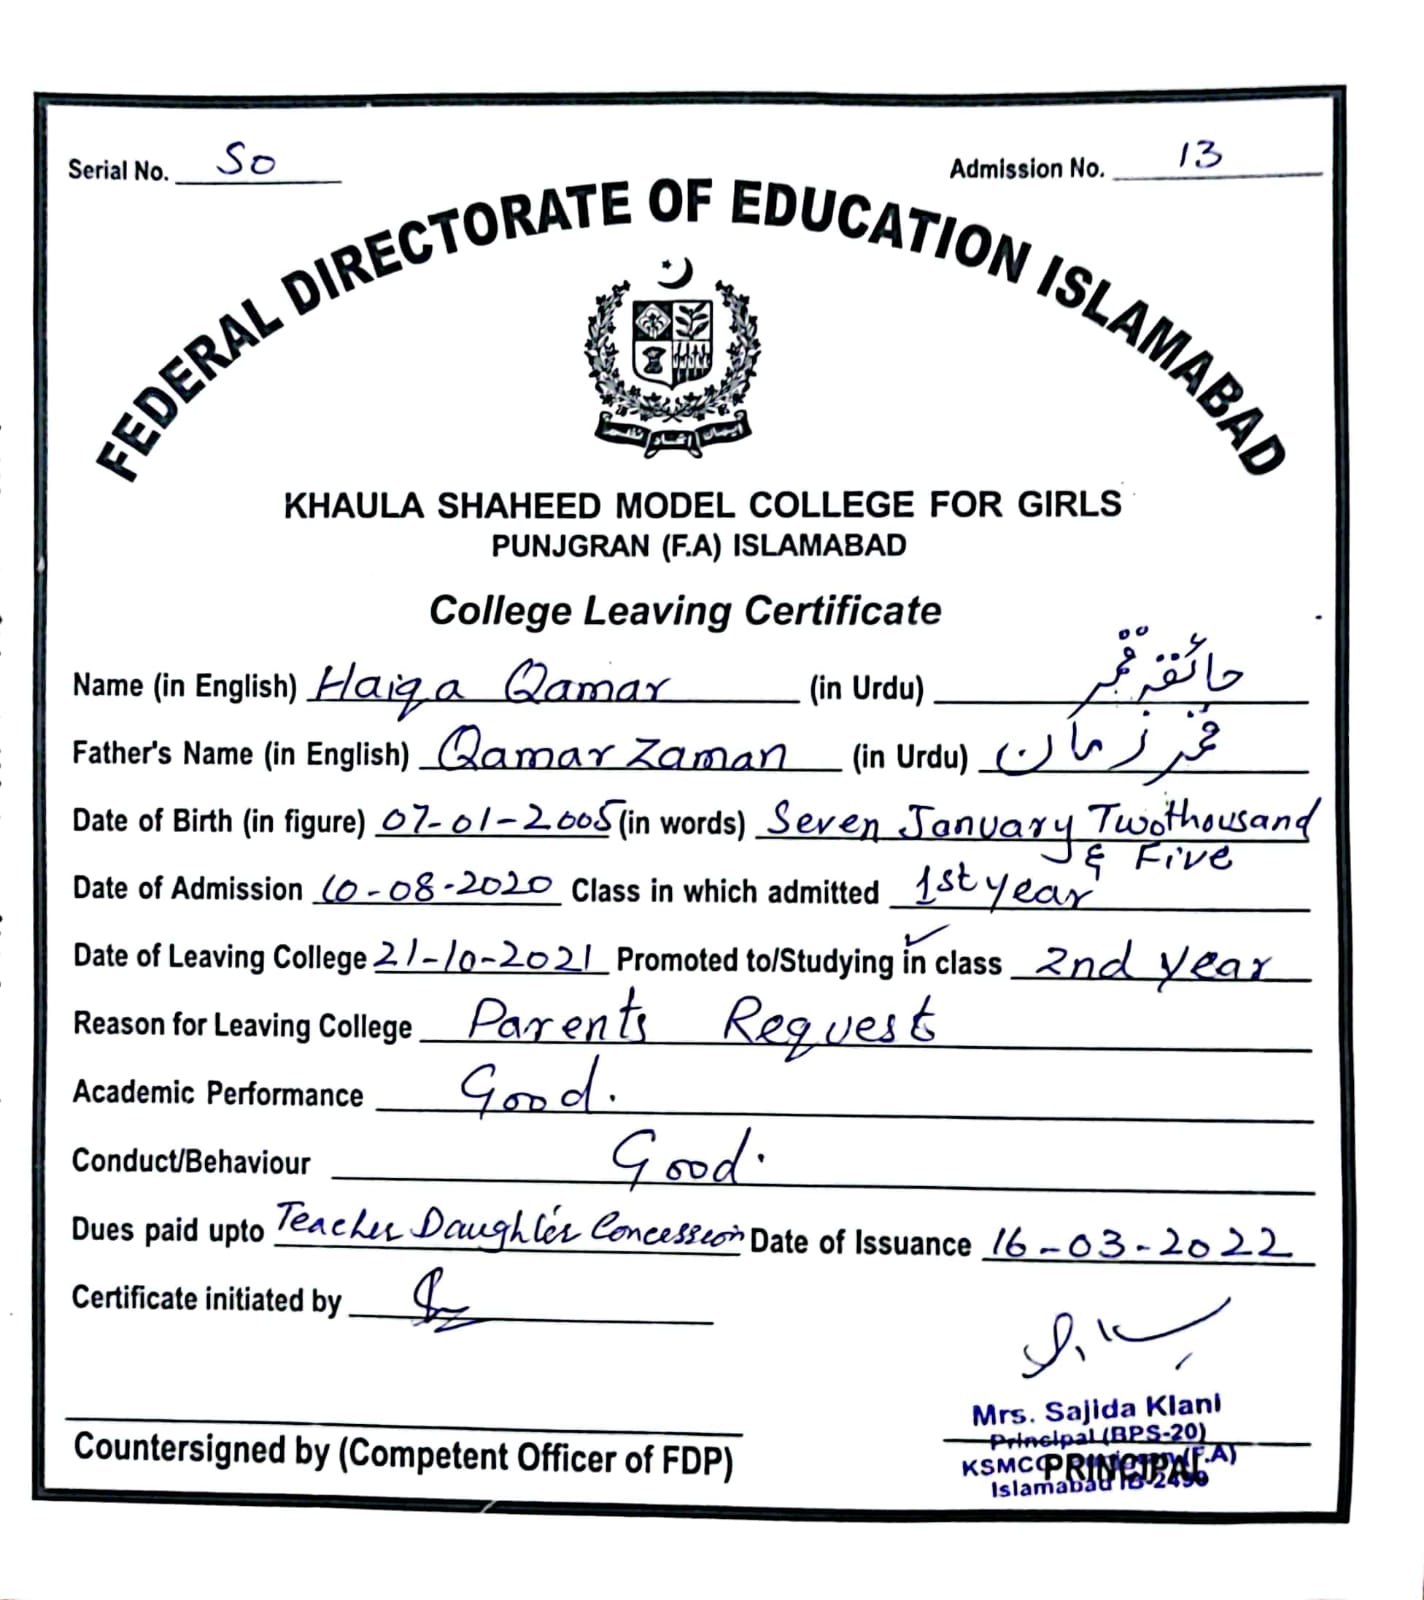 Serial No. 50 Admission No. 13
FEDERAL DIRECTORATE OF EDUCATION ISLAMABAD
ایمان اتحاد نظم
KHAULA SHAHEED MODEL COLLEGE FOR GIRLS
PUNJGRAN (F.A) ISLAMABAD
College Leaving Certificate
Name (in English) Haiqa Qamar (in Urdu) حائقہ قمر
Father's Name (in English) Qamar Zaman (in Urdu) قمر زمان
Date of Birth (in figure) 07-01-2005 (in words) Seven January Two thousand
& Five
Date of Admission 10-08-2020 Class in which admitted 1st year
Date of Leaving College 21-10-2021 Promoted to/Studying in class 2nd year
Reason for Leaving College Parents Request
Academic Performance Good.
Conduct/Behaviour Good.
Dues paid upto Teacher Daughter Concession Date of Issuance 16-03-2022
Certificate initiated by
Mrs. Sajida KIani
Principal (BPS-20)
Countersigned by (Competent Officer of FDP) PRINCIPAL
(F.A)
Islamabad